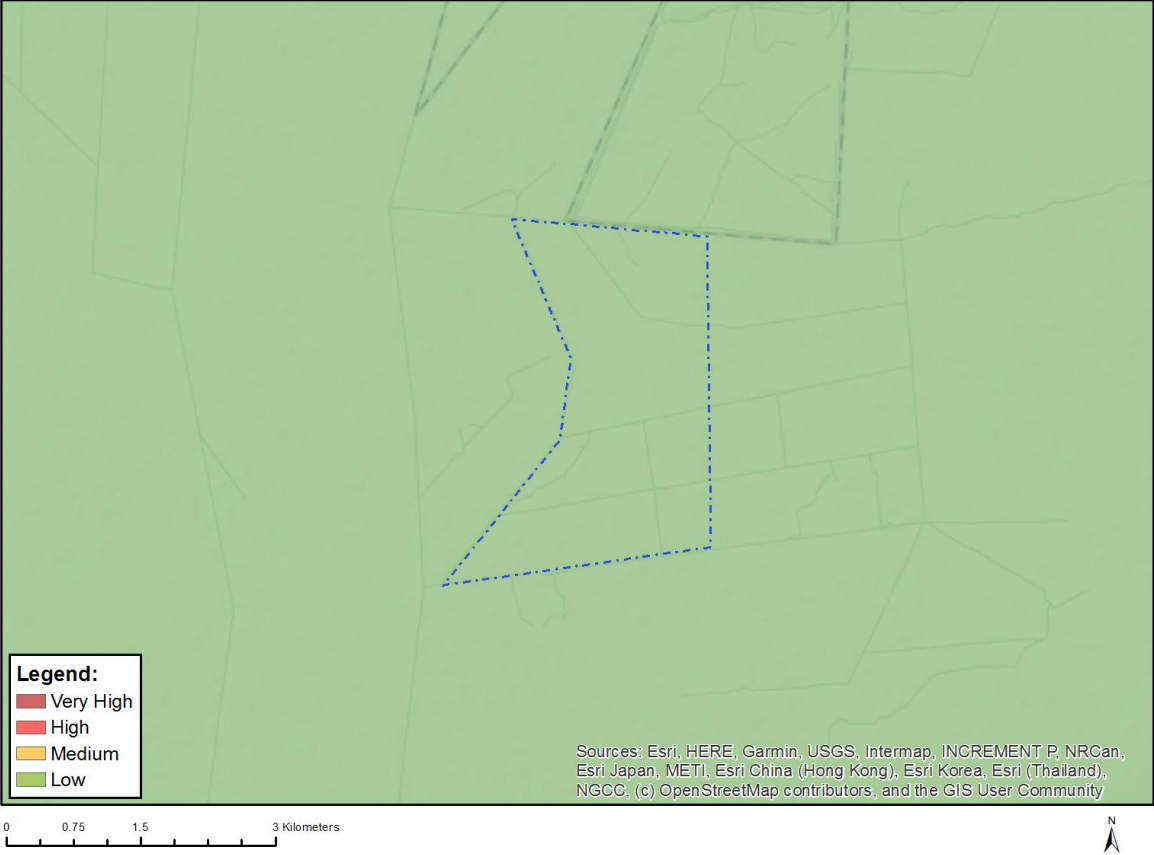 Legend:
Very High
High
Medium
Low
Sources: Esri, HERE, Garmin, USGS, Intermap, INCREMENT P, NRCan,
Esri Japan, METI, Esri China (Hong Kong), Esri Korea, Esri (Thailand),
NGCC, (c) OpenStreetMap contributors, and the GIS User Community
0 0.75 1.5 3 Kilometers
N